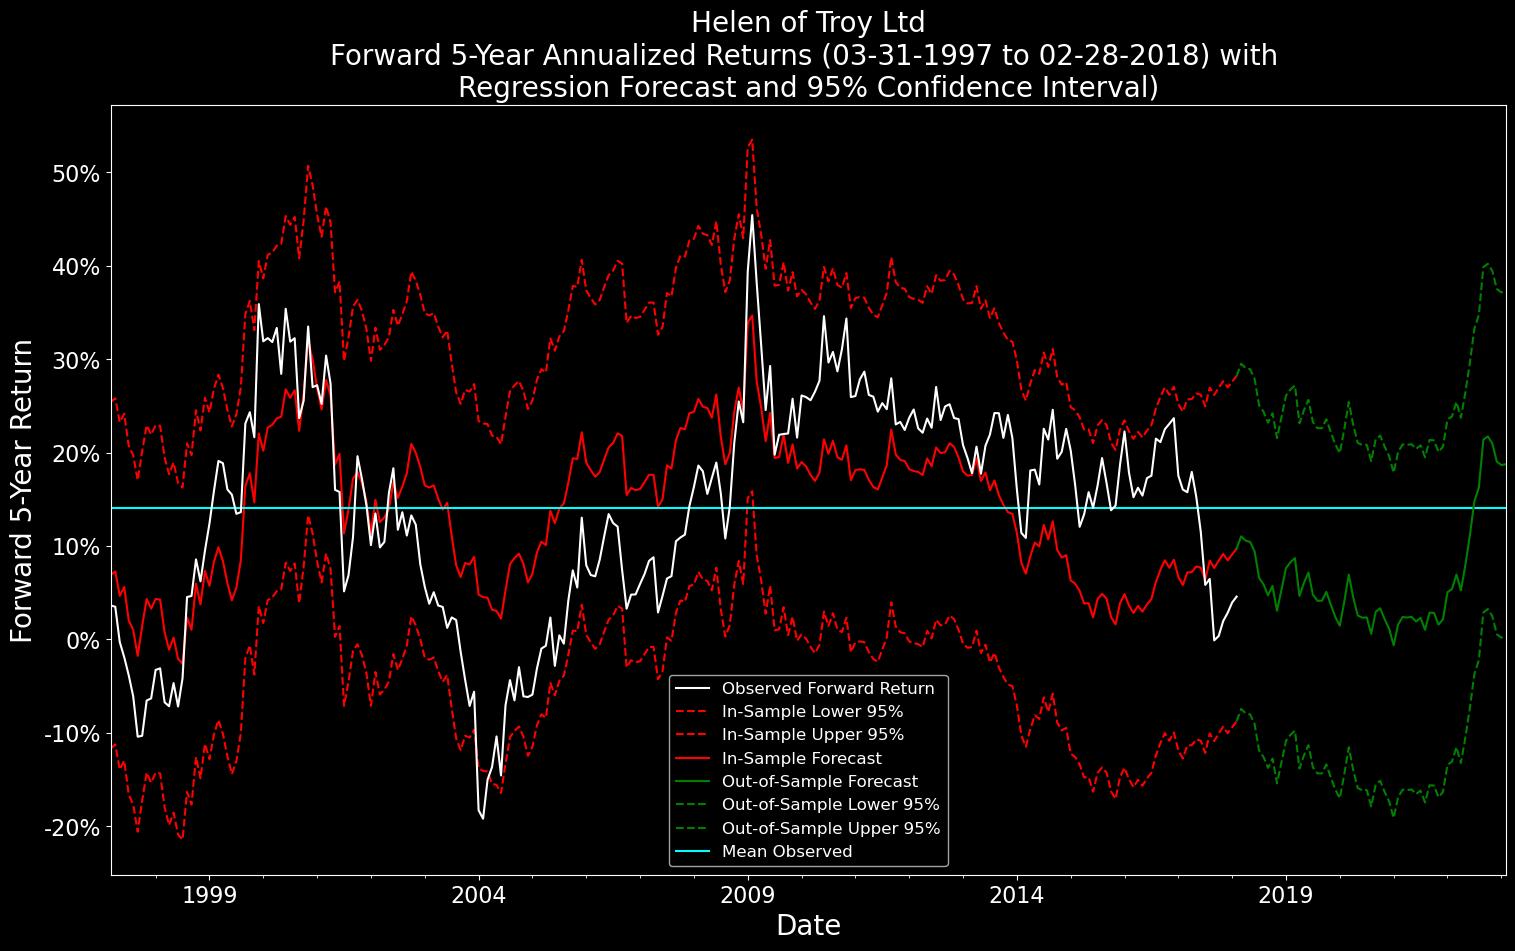 Helen of Troy Ltd
Forward 5-Year Annualized Returns (03-31-1997 to 02-28-2018) with
Regression Forecast and 95% Confidence Interval)
Forward 5-Year Return
50%
40%
30%
20%
10%
0%
-10%
-20%
Observed Forward Return
In-Sample Lower 95%
In-Sample Upper 95%
In-Sample Forecast
Out-of-Sample Forecast
Out-of-Sample Lower 95%
Out-of-Sample Upper 95%
Mean Observed
1999 2004 2009 2014 2019
Date